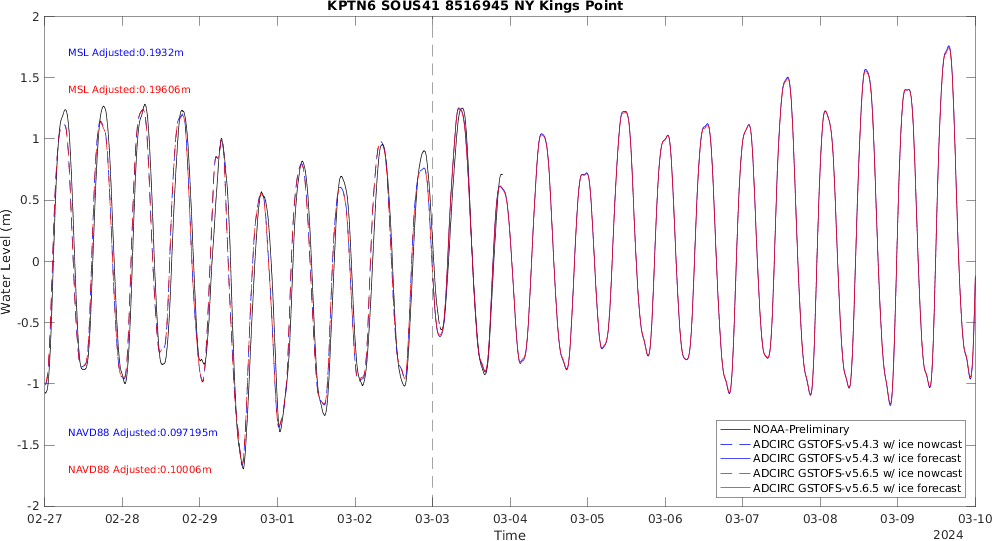 KPTN6 SOUS41 8516945 NY Kings Point
2
1.5
1
0.5
0
-0.5
-1
-1.5
-2
Water Level (m)
MSL Adjusted:0.1932m
MSL Adjusted:0.19606m
NAVD88 Adjusted:0.097195m
NAVD88 Adjusted:0.10006m
NOAA-Preliminary
ADCIRC GSTOFS-v5.4.3 w/ ice nowcast
ADCIRC GSTOFS-v5.4.3 w/ ice forecast
ADCIRC GSTOFS-v5.6.5 w/ ice nowcast
ADCIRC GSTOFS-v5.6.5 w/ ice forecast
02-27 02-28 02-29 03-01 03-02 03-03 03-04 03-05 03-06 03-07 03-08 03-09 03-10
Time
2024